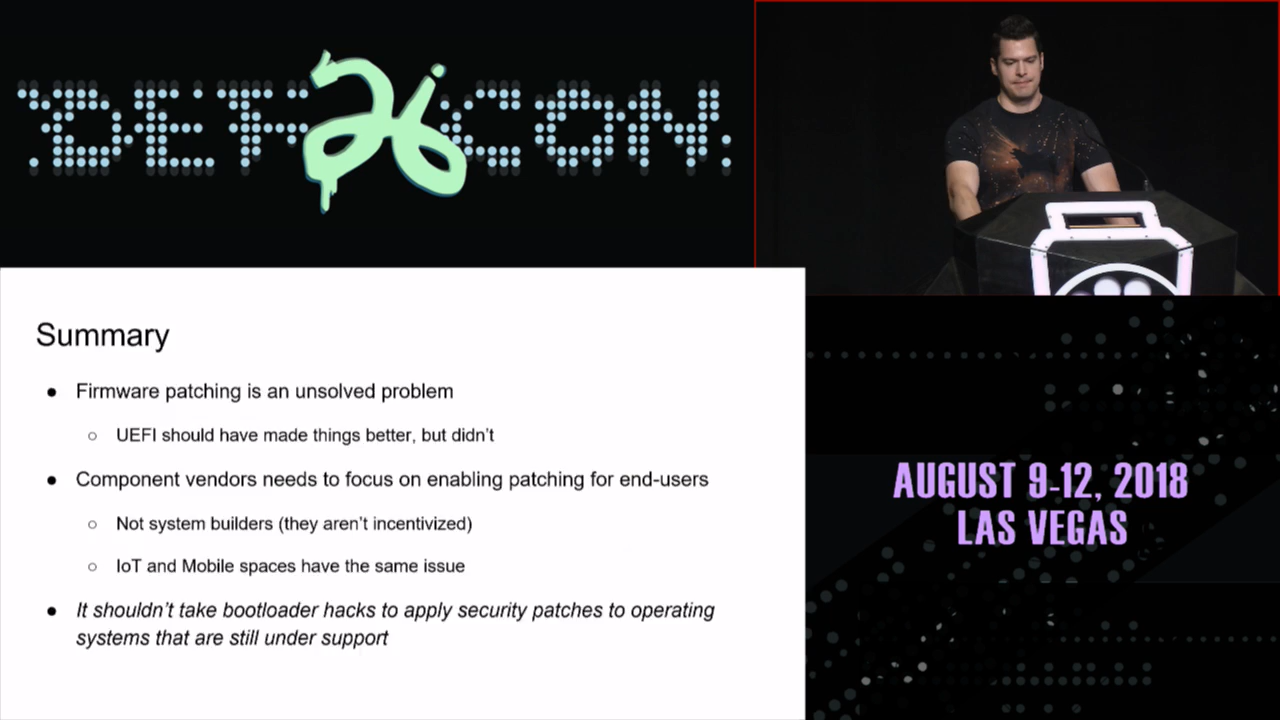 DEF CON 26
Summary
● Firmware patching is an unsolved problem
○ UEFI should have made things better, but didn't
● Component vendors needs to focus on enabling patching for end-users
○ Not system builders (they aren't incentivized)
○ IoT and Mobile spaces have the same issue
● It shouldn't take bootloader hacks to apply security patches to operating
systems that are still under support
AUGUST 9-12, 2018
LAS VEGAS